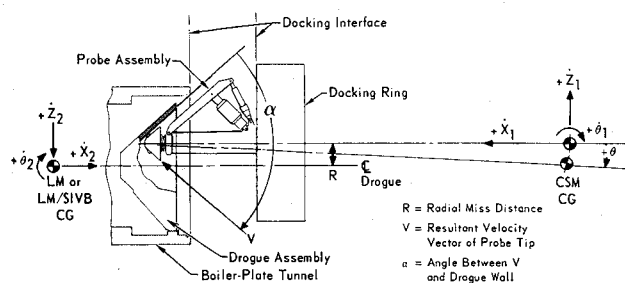 Docking Interface
Probe Assembly
Docking Ring
α
+Ż2
+θ̇2
+Ẋ2
LM or
LM/SIVB
CG
+Ż1
+θ̇1
+Ẋ1
+θ
CSM
CG
R
℄
Drogue
V
Drogue Assembly
Boiler-Plate Tunnel
R = Radial Miss Distance
V = Resultant Velocity
Vector of Probe Tip
α = Angle Between V
and Drogue Wall